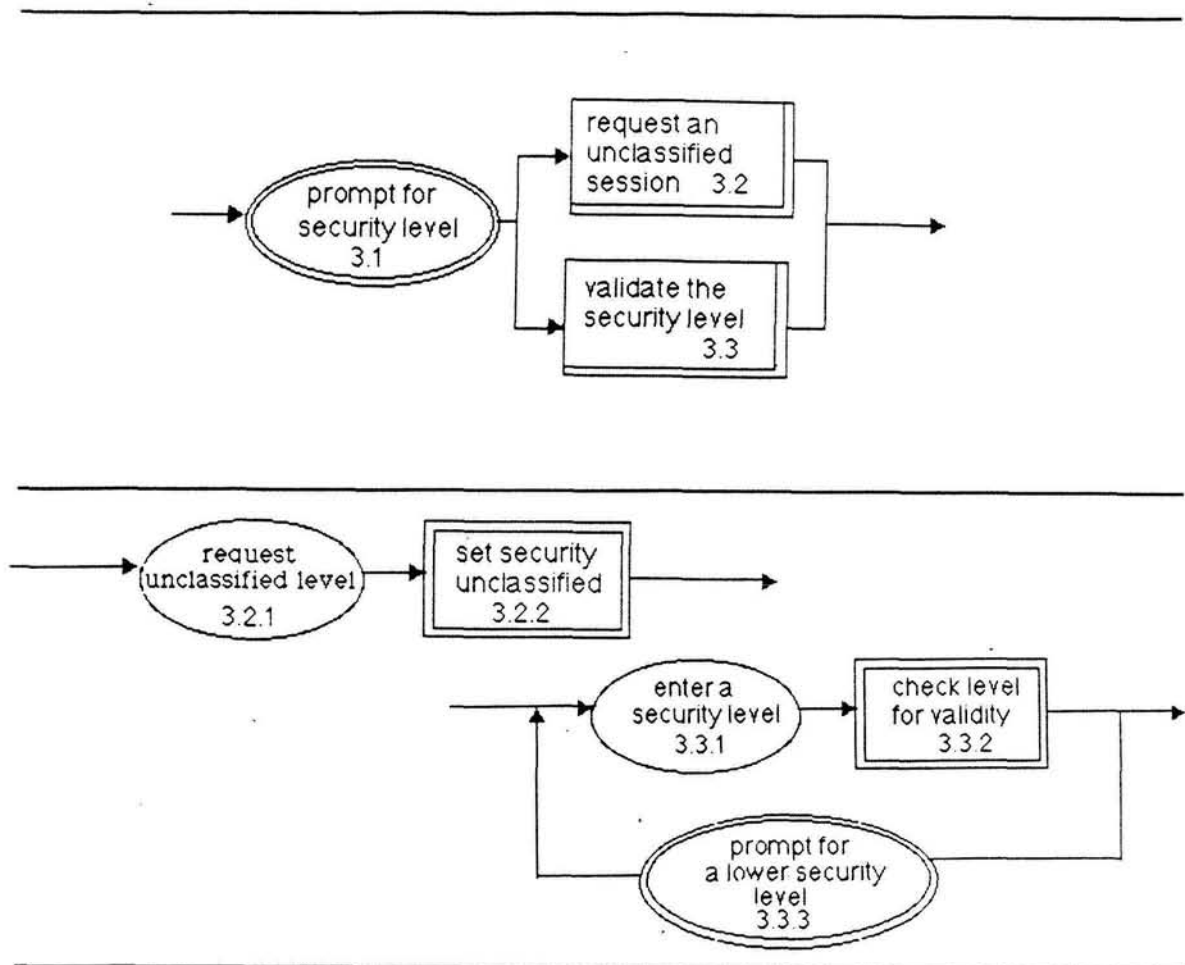 prompt for
security level
3.1
request an
unclassified
session 3.2
validate the
security level
3.3
request
unclassified level
3.2.1
set security
unclassified
3.2.2
enter a
security level
3.3.1
check level
for validity
3.3.2
prompt for
a lower security
level
3.3.3